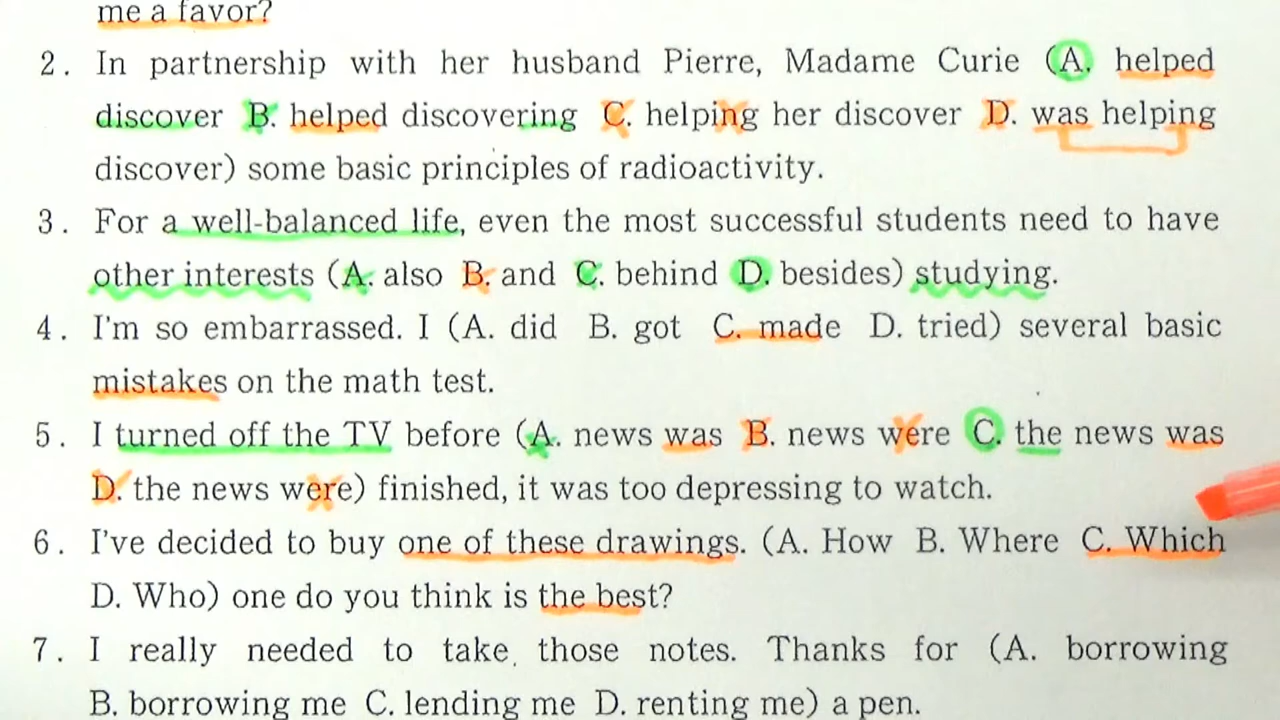 me a favor?
2. In partnership with her husband Pierre, Madame Curie (A. helped
discover B. helped discovering C. helping her discover D. was helping
discover) some basic principles of radioactivity.
3. For a well-balanced life, even the most successful students need to have
other interests (A. also B. and C. behind D. besides) studying.
4. I'm so embarrassed. I (A. did B. got C. made D. tried) several basic
mistakes on the math test.
5. I turned off the TV before (A. news was B. news were C. the news was
D. the news were) finished, it was too depressing to watch.
6. I've decided to buy one of these drawings. (A. How B. Where C. Which
D. Who) one do you think is the best?
7. I really needed to take those notes. Thanks for (A. borrowing
B. borrowing me C. lending me D. renting me) a pen.